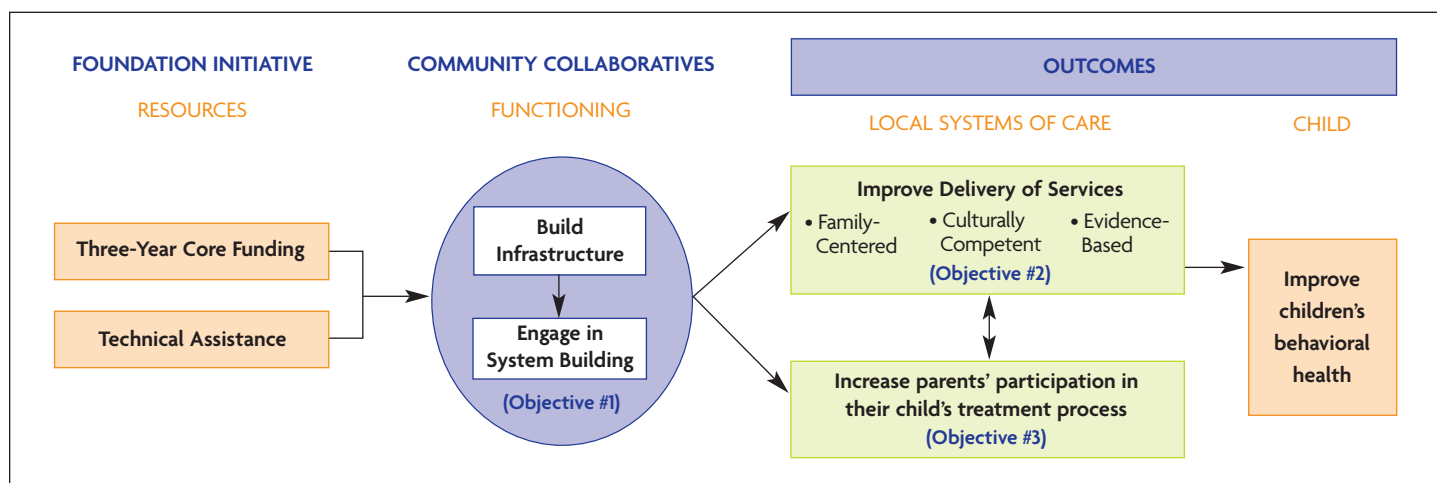 FOUNDATION INITIATIVE
RESOURCES
Three-Year Core Funding
Technical Assistance
COMMUNITY COLLABORATIVES
FUNCTIONING
Build
Infrastructure
Engage in
System Building
(Objective #1)
OUTCOMES
LOCAL SYSTEMS OF CARE
Improve Delivery of Services
• Family-
Centered
• Culturally
Competent
• Evidence-
Based
(Objective #2)
Increase parents’ participation in
their child’s treatment process
(Objective #3)
CHILD
Improve
children’s
behavioral
health